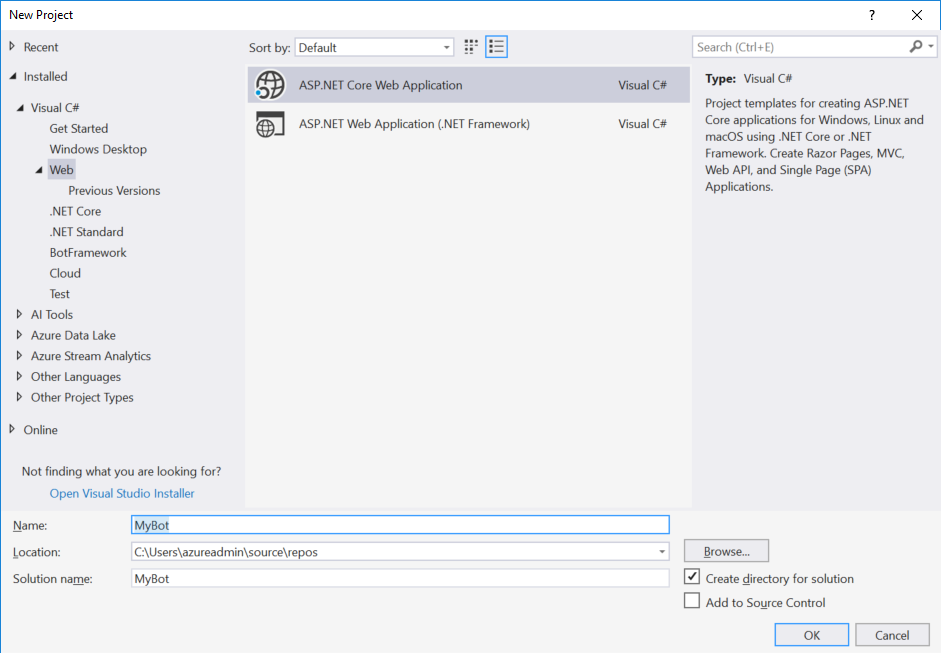 New Project
?
Recent
Installed
Visual C#
Get Started
Windows Desktop
Web
Previous Versions
.NET Core
.NET Standard
BotFramework
Cloud
Test
AI Tools
Azure Data Lake
Azure Stream Analytics
Other Languages
Other Project Types
Online
Not finding what you are looking for?
Open Visual Studio Installer
Sort by: Default
ASP.NET Core Web Application Visual C#
ASP.NET Web Application (.NET Framework) Visual C#
Search (Ctrl+E)
Type: Visual C#
Project templates for creating ASP.NET
Core applications for Windows, Linux and
macOS using .NET Core or .NET
Framework. Create Razor Pages, MVC,
Web API, and Single Page (SPA)
Applications.
Name: MyBot
Location: C:\Users\azureadmin\source\repos
Browse...
Solution name: MyBot
Create directory for solution
Add to Source Control
OK
Cancel